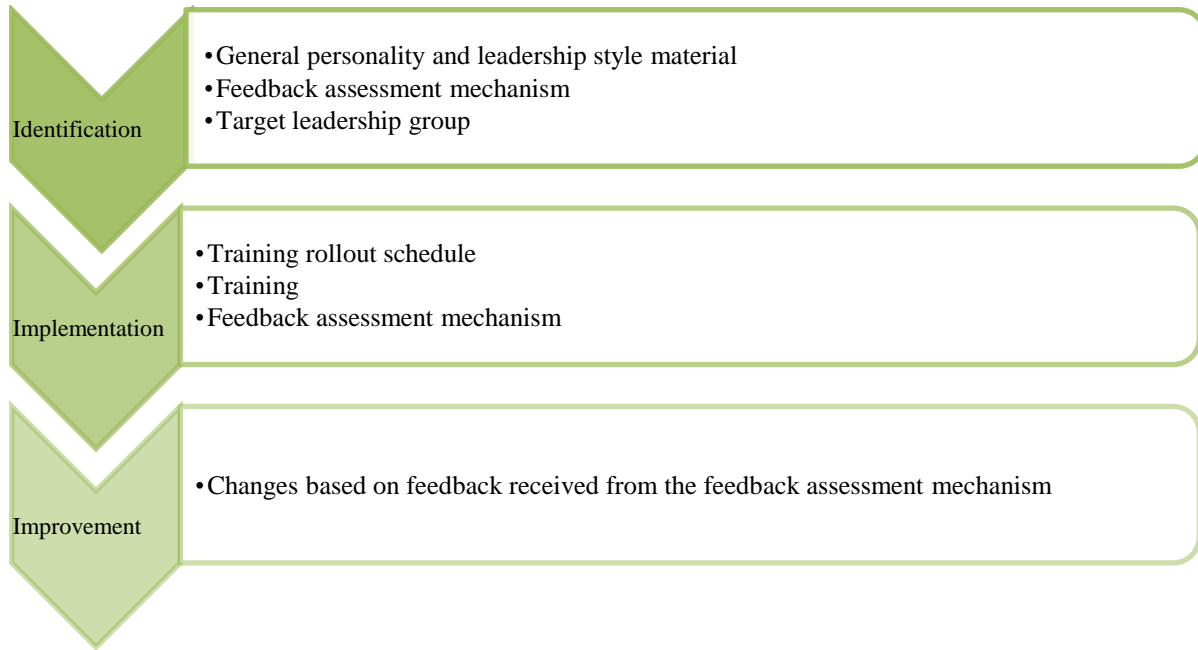 Identification
•General personality and leadership style material
•Feedback assessment mechanism
•Target leadership group
Implementation
•Training rollout schedule
•Training
•Feedback assessment mechanism
Improvement
•Changes based on feedback received from the feedback assessment mechanism